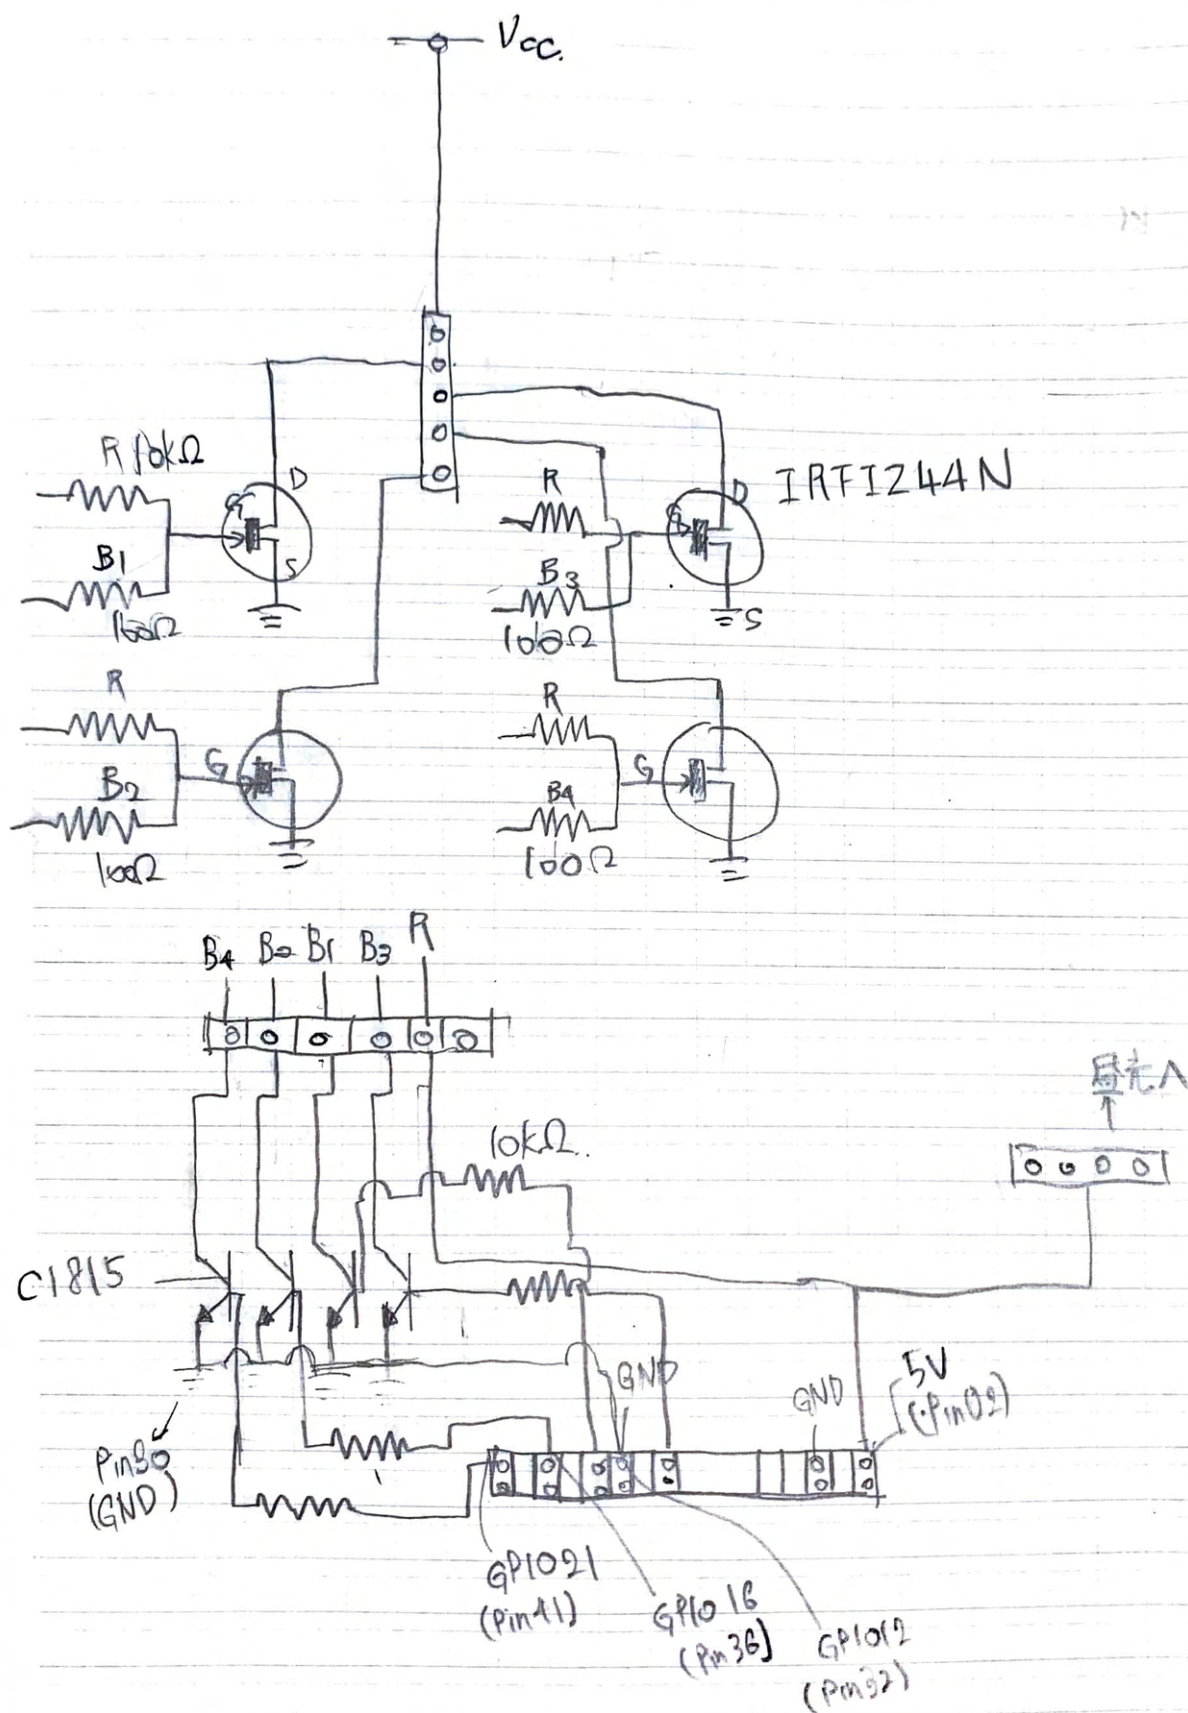 Vcc.
R 10kΩ
G
D
S
B1
100Ω
R
G
D
IRFIZ44N
B3
100Ω
S
R
G
B2
100Ω
R
G
B4
100Ω
B4 B2 B1 B3 R
10kΩ
C1815
GND
GND
5V
(Pin02)
Pin30
(GND)
GPIO21
(Pin41)
GPIO16
(Pin36)
GPIO12
(Pin32)